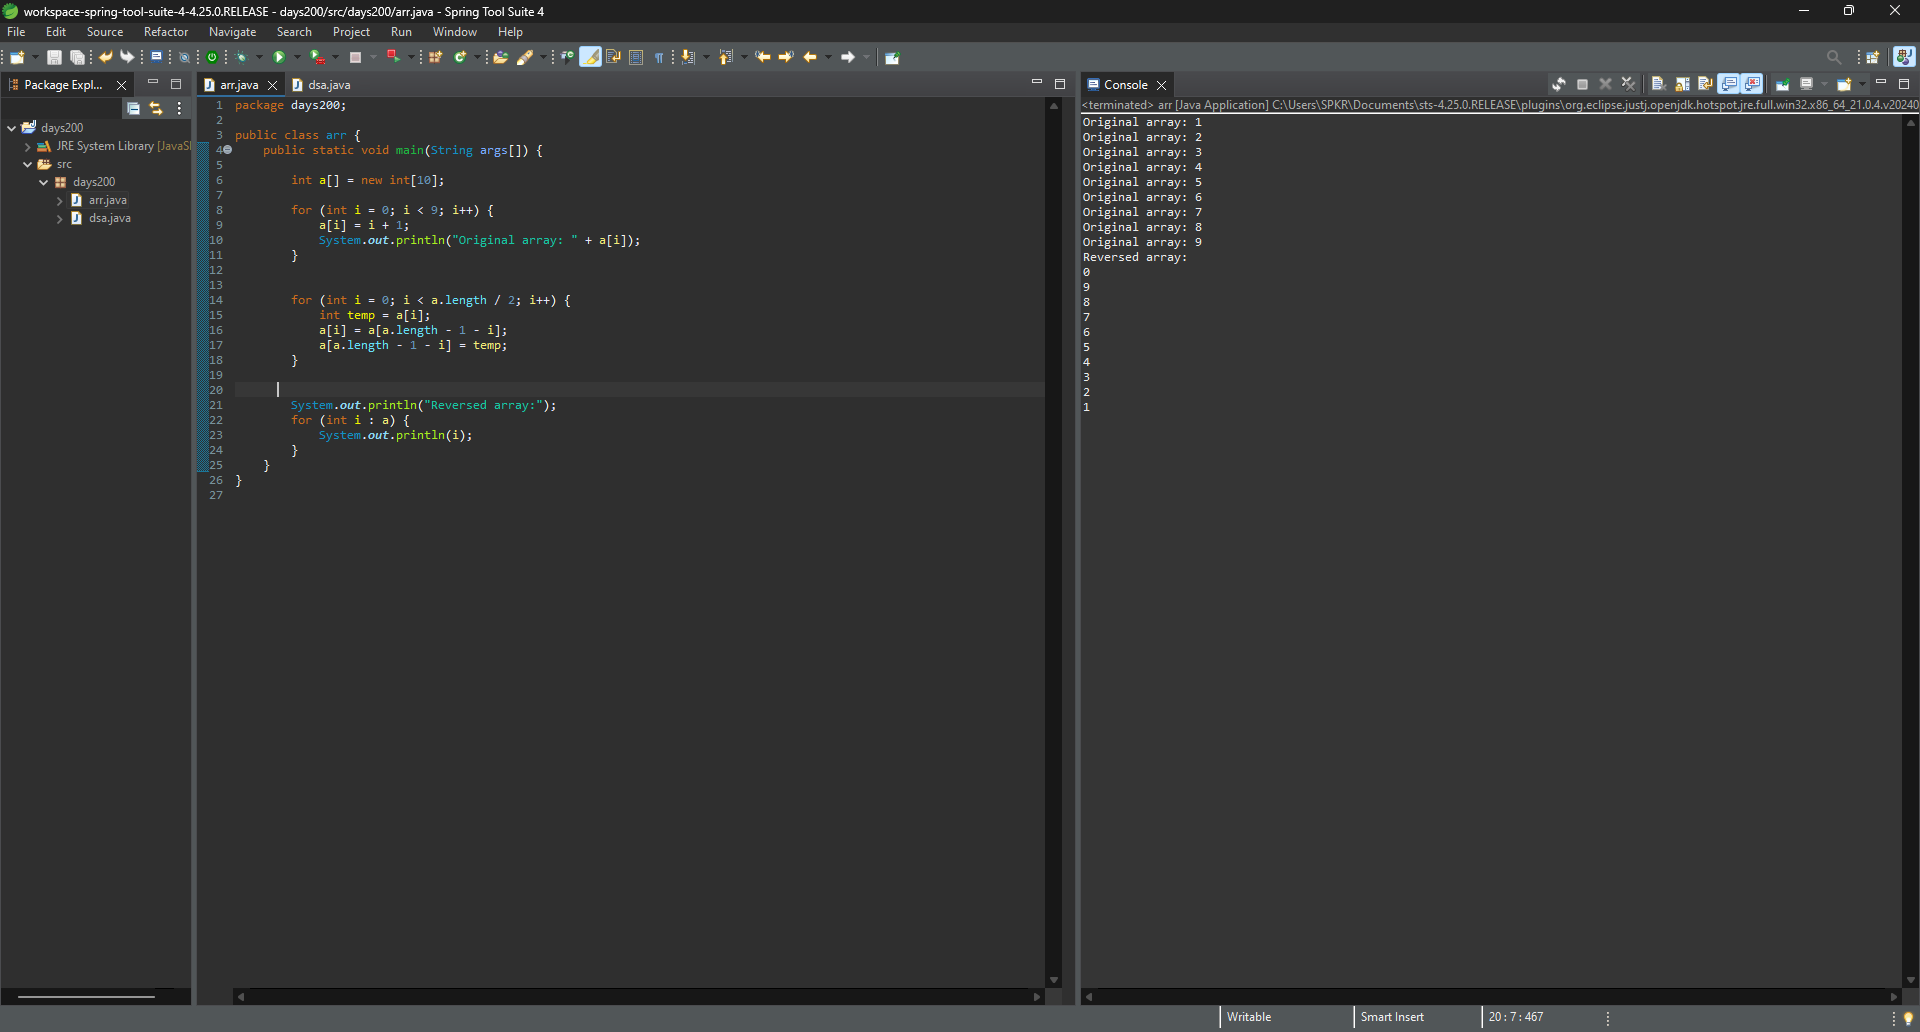 workspace-spring-tool-suite-4-4.25.0.RELEASE - days200/src/days200/arr.java - Spring Tool Suite 4
File Edit Source Refactor Navigate Search Project Run Window Help
Package Expl...
days200
JRE System Library [JavaS
src
days200
arr.java
dsa.java
arr.java dsa.java
1 package days200;
2
3 public class arr {
4 public static void main(String args[]) {
5
6 int a[] = new int[10];
7
8 for (int i = 0; i < 9; i++) {
9 a[i] = i + 1;
10 System.out.println("Original array: " + a[i]);
11 }
12
13
14 for (int i = 0; i < a.length / 2; i++) {
15 int temp = a[i];
16 a[i] = a[a.length - 1 - i];
17 a[a.length - 1 - i] = temp;
18 }
19
20
21 System.out.println("Reversed array:");
22 for (int i : a) {
23 System.out.println(i);
24 }
25 }
26 }
27
Console
<terminated> arr [Java Application] C:\Users\SPKR\Documents\sts-4.25.0.RELEASE\plugins\org.eclipse.justj.openjdk.hotspot.jre.full.win32.x86_64_21.0.4.v20240
Original array: 1
Original array: 2
Original array: 3
Original array: 4
Original array: 5
Original array: 6
Original array: 7
Original array: 8
Original array: 9
Reversed array:
0
9
8
7
6
5
4
3
2
1
Writable Smart Insert 20 : 7 : 467